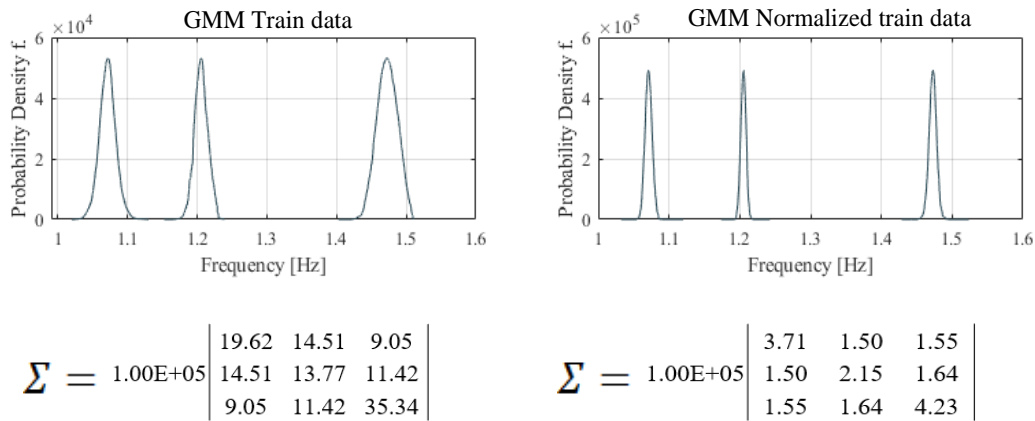 GMM Train data
×10⁴
Probability Density f.
6
4
2
0
1 1.1 1.2 1.3 1.4 1.5 1.6
Frequency [Hz]
Σ = 1.00E+05
19.62 14.51 9.05
14.51 13.77 11.42
9.05 11.42 35.34
GMM Normalized train data
×10⁵
Probability Density f.
6
4
2
0
1 1.1 1.2 1.3 1.4 1.5 1.6
Frequency [Hz]
Σ = 1.00E+05
3.71 1.50 1.55
1.50 2.15 1.64
1.55 1.64 4.23